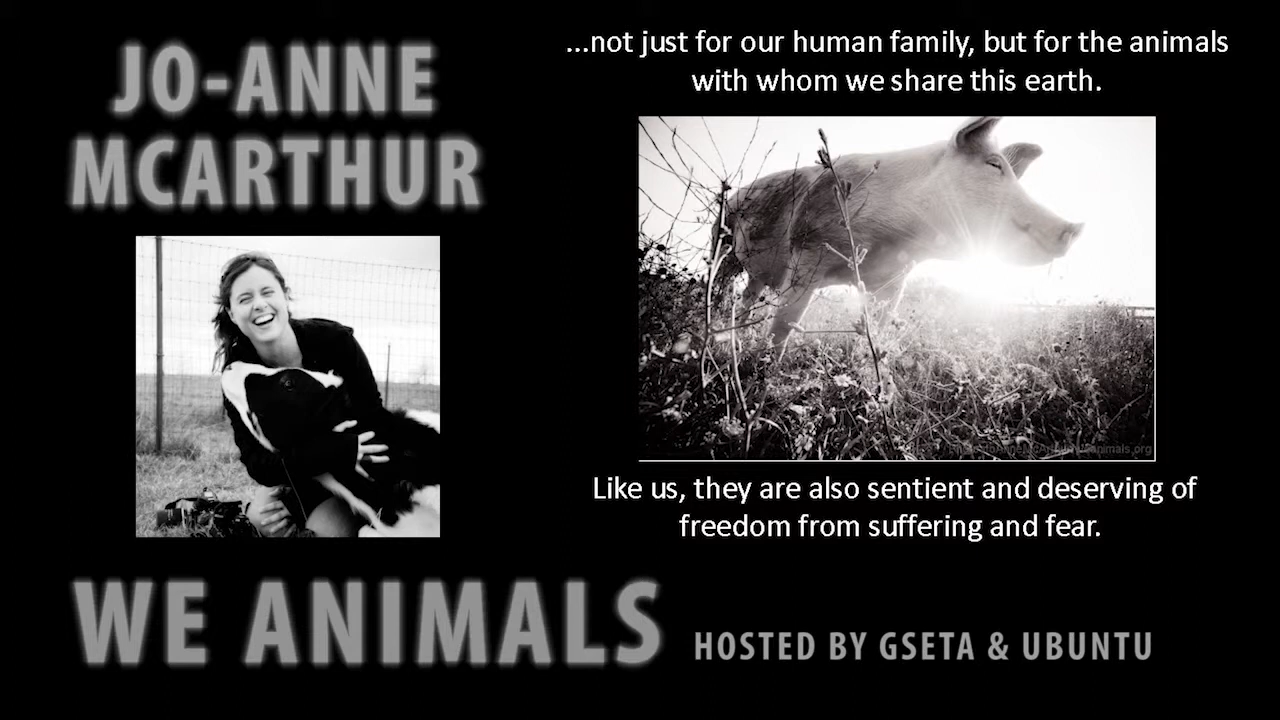 JO-ANNE
MCARTHUR
...not just for our human family, but for the animals
with whom we share this earth.
Like us, they are also sentient and deserving of
freedom from suffering and fear.
WE ANIMALS
HOSTED BY GSETA & UBUNTU